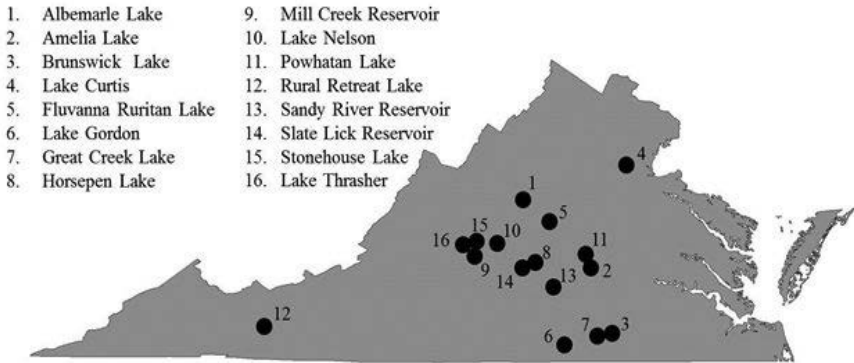 1. Albemarle Lake
2. Amelia Lake
3. Brunswick Lake
4. Lake Curtis
5. Fluvanna Ruritan Lake
6. Lake Gordon
7. Great Creek Lake
8. Horsepen Lake
9. Mill Creek Reservoir
10. Lake Nelson
11. Powhatan Lake
12. Rural Retreat Lake
13. Sandy River Reservoir
14. Slate Lick Reservoir
15. Stonehouse Lake
16. Lake Thrasher
4
1
5
15
16
10
11
8
9
14
2
13
12
7
3
6